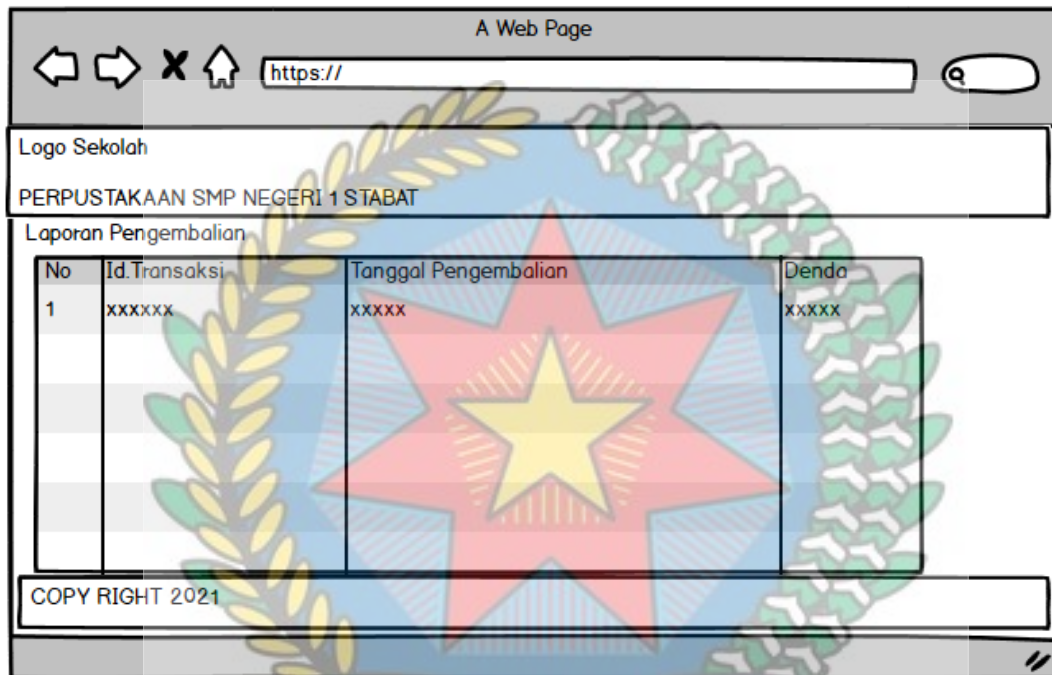 A Web Page
https://
Logo Sekolah
PERPUSTAKAAN SMP NEGERI 1 STABAT
Laporan Pengembalian
No Id.Transaksi Tanggal Pengembalian Denda
1 xxxxxx xxxxx xxxxx
COPY RIGHT 2021